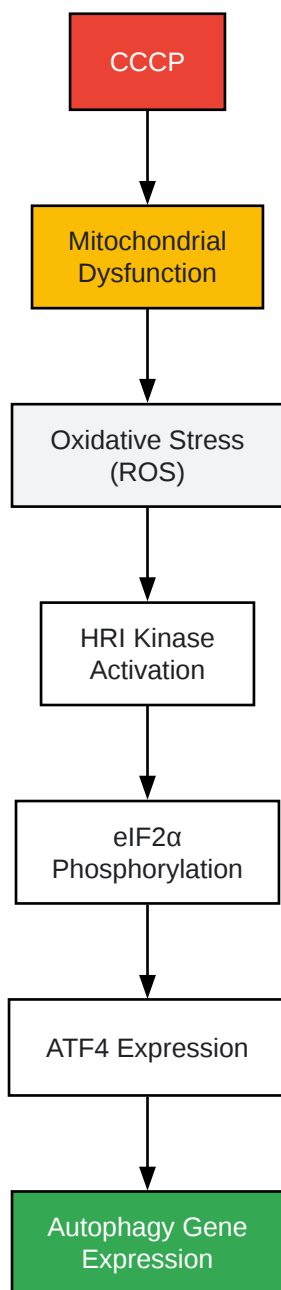 CCCP
Mitochondrial
Dysfunction
Oxidative Stress
(ROS)
HRI Kinase
Activation
eIF2α
Phosphorylation
ATF4 Expression
Autophagy Gene
Expression